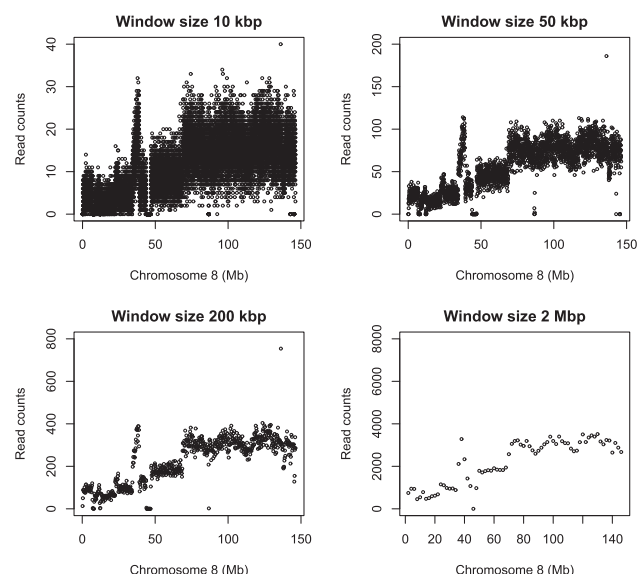 Window size 10 kbp
Read counts
0 10 20 30 40
0 50 100 150
Chromosome 8 (Mb)
Window size 50 kbp
Read counts
0 50 100 150 200
0 50 100 150
Chromosome 8 (Mb)
Window size 200 kbp
Read counts
0 200 400 600 800
0 50 100 150
Chromosome 8 (Mb)
Window size 2 Mbp
Read counts
0 2000 4000 6000 8000
0 20 40 60 80 100 140
Chromosome 8 (Mb)